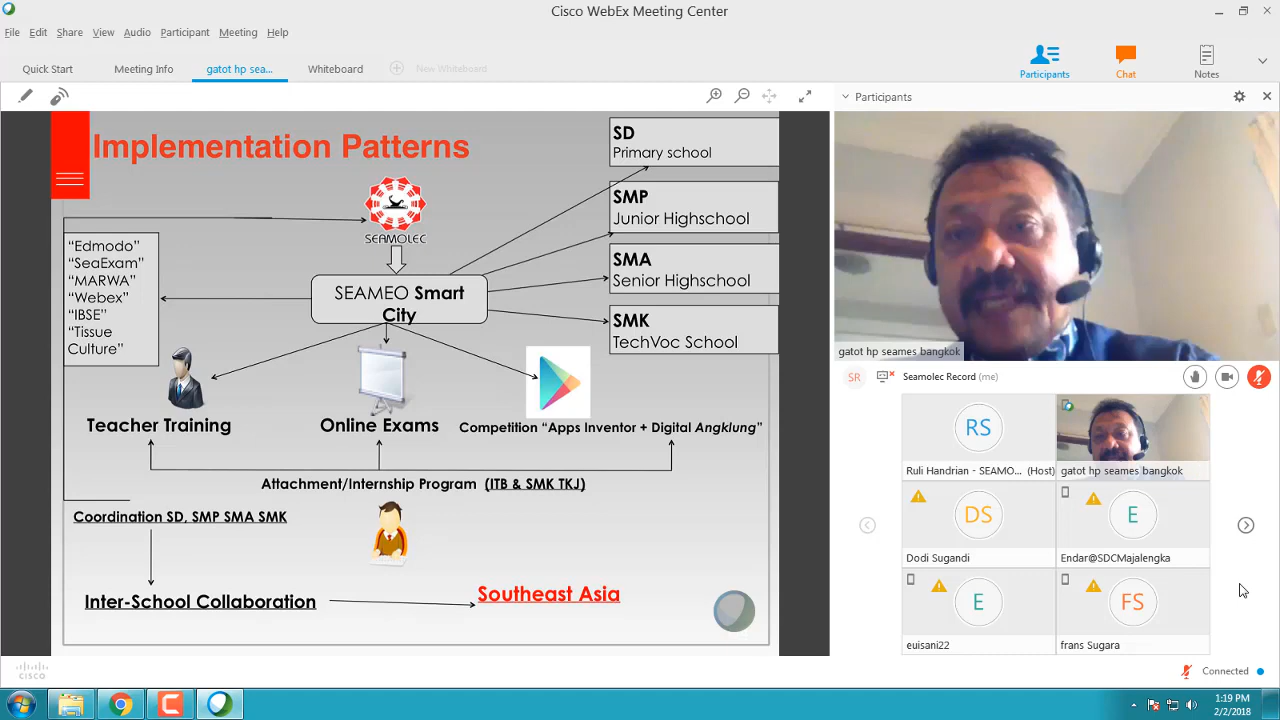 Cisco WebEx Meeting Center
File Edit Share View Audio Participant Meeting Help
Quick Start
Meeting Info
gatot hp sea...
Whiteboard
New Whiteboard
Participants
Chat
Notes
Participants
Implementation Patterns
SEAMOLEC
SD
Primary school
SMP
Junior Highschool
SMA
Senior Highschool
SMK
TechVoc School
“Edmodo”
“SeaExam”
“MARWA”
“Webex”
“IBSE”
“Tissue
Culture”
SEAMEO Smart
City
Teacher Training
Online Exams
Competition “Apps Inventor + Digital Angklung”
Attachment/Internship Program (ITB & SMK TKJ)
Coordination SD, SMP SMA SMK
Inter-School Collaboration
Southeast Asia
gatot hp seames bangkok
SR
Seamolec Record (me)
RS
Ruli Handrian - SEAMO... (Host)
gatot hp seames bangkok
DS
Dodi Sugandi
E
Endar@SDCMajalengka
E
euisani22
FS
frans Sugara
cisco
Connected
1:19 PM
2/2/2018